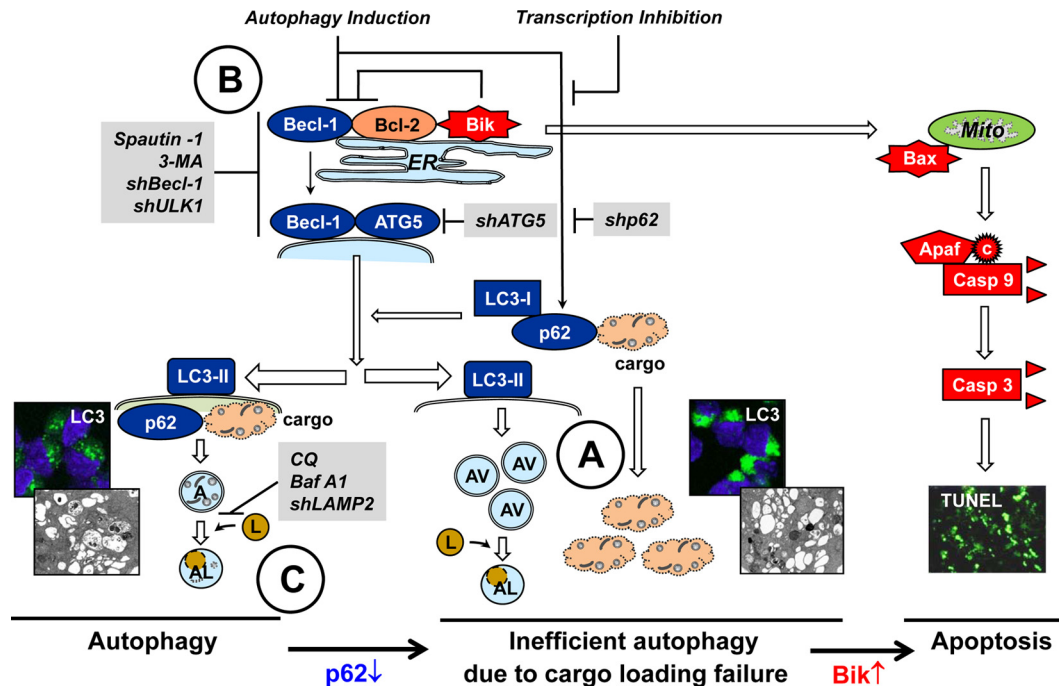 Autophagy Induction
Transcription Inhibition
B
Becl-1
Bcl-2
Bik
Mito
Bax
ER
Spautin -1
3-MA
shBecl-1
shULK1
Becl-1
ATG5
shATG5
shp62
Apaf
c
Casp 9
LC3-I
p62
cargo
LC3-II
LC3-II
Casp 3
p62
cargo
LC3
LC3
A
CQ
Baf A1
shLAMP2
A
AV
AV
AV
L
L
AL
AL
C
TUNEL
Autophagy
Inefficient autophagy
due to cargo loading failure
Apoptosis
p62↓
Bik↑